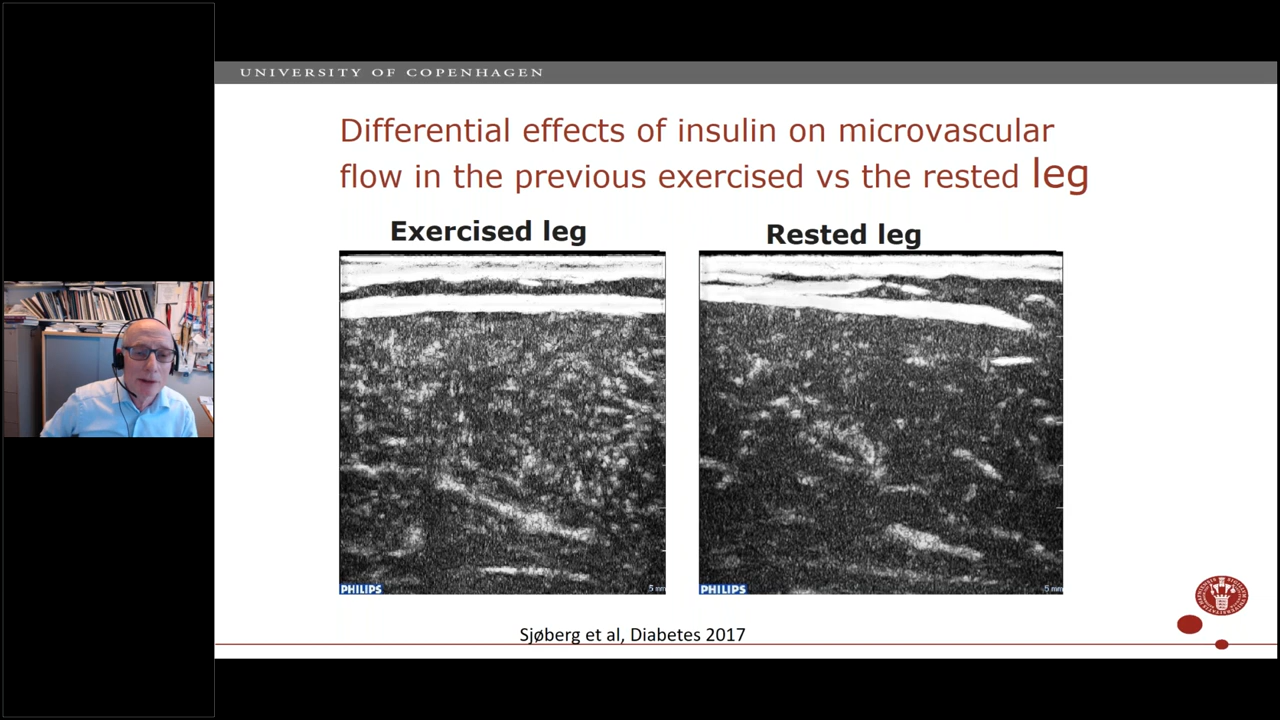 UNIVERSITY OF COPENHAGEN
Differential effects of insulin on microvascular
flow in the previous exercised vs the rested leg
Exercised leg
Rested leg
PHILIPS
5 mm
PHILIPS
5 mm
Sjøberg et al, Diabetes 2017